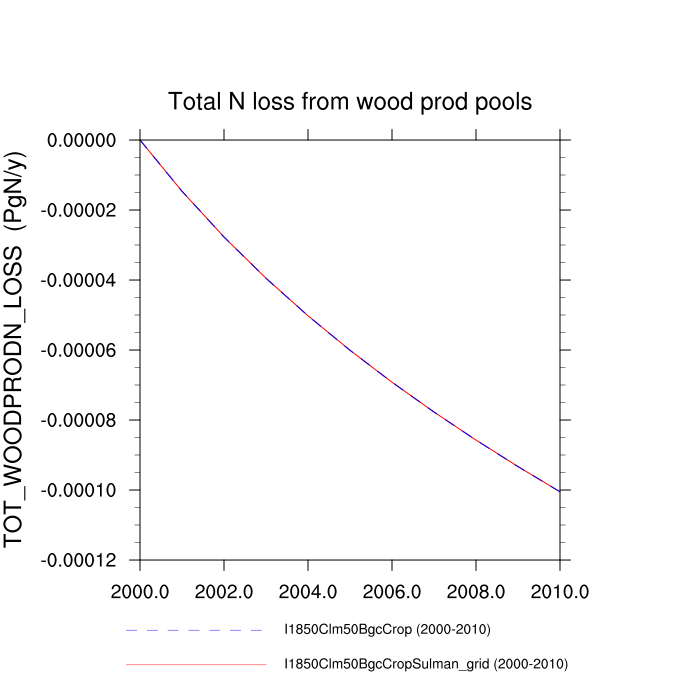 Total N loss from wood prod pools
TOT_WOODPRODN_LOSS (PgN/y)
0.00000
-0.00002
-0.00004
-0.00006
-0.00008
-0.00010
-0.00012
2000.0 2002.0 2004.0 2006.0 2008.0 2010.0
I1850Clm50BgcCrop (2000-2010)
I1850Clm50BgcCropSulman_grid (2000-2010)